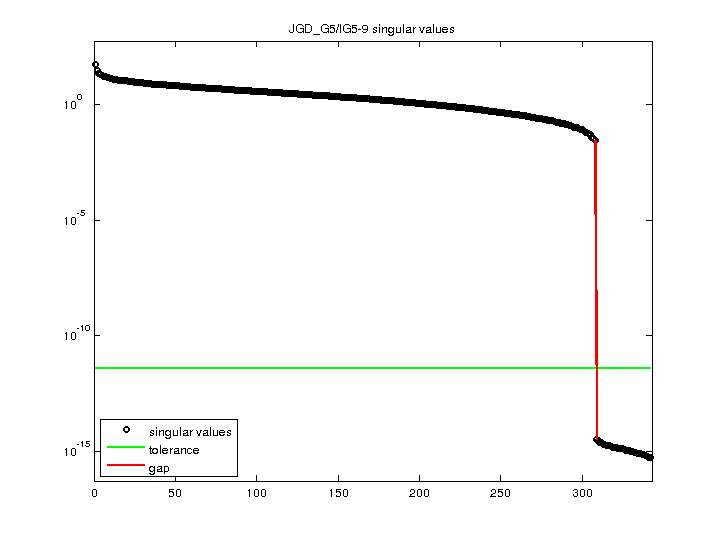 JGD_G5/IG5-9 singular values
10^0
10^-5
10^-10
10^-15
singular values
tolerance
gap
0 50 100 150 200 250 300